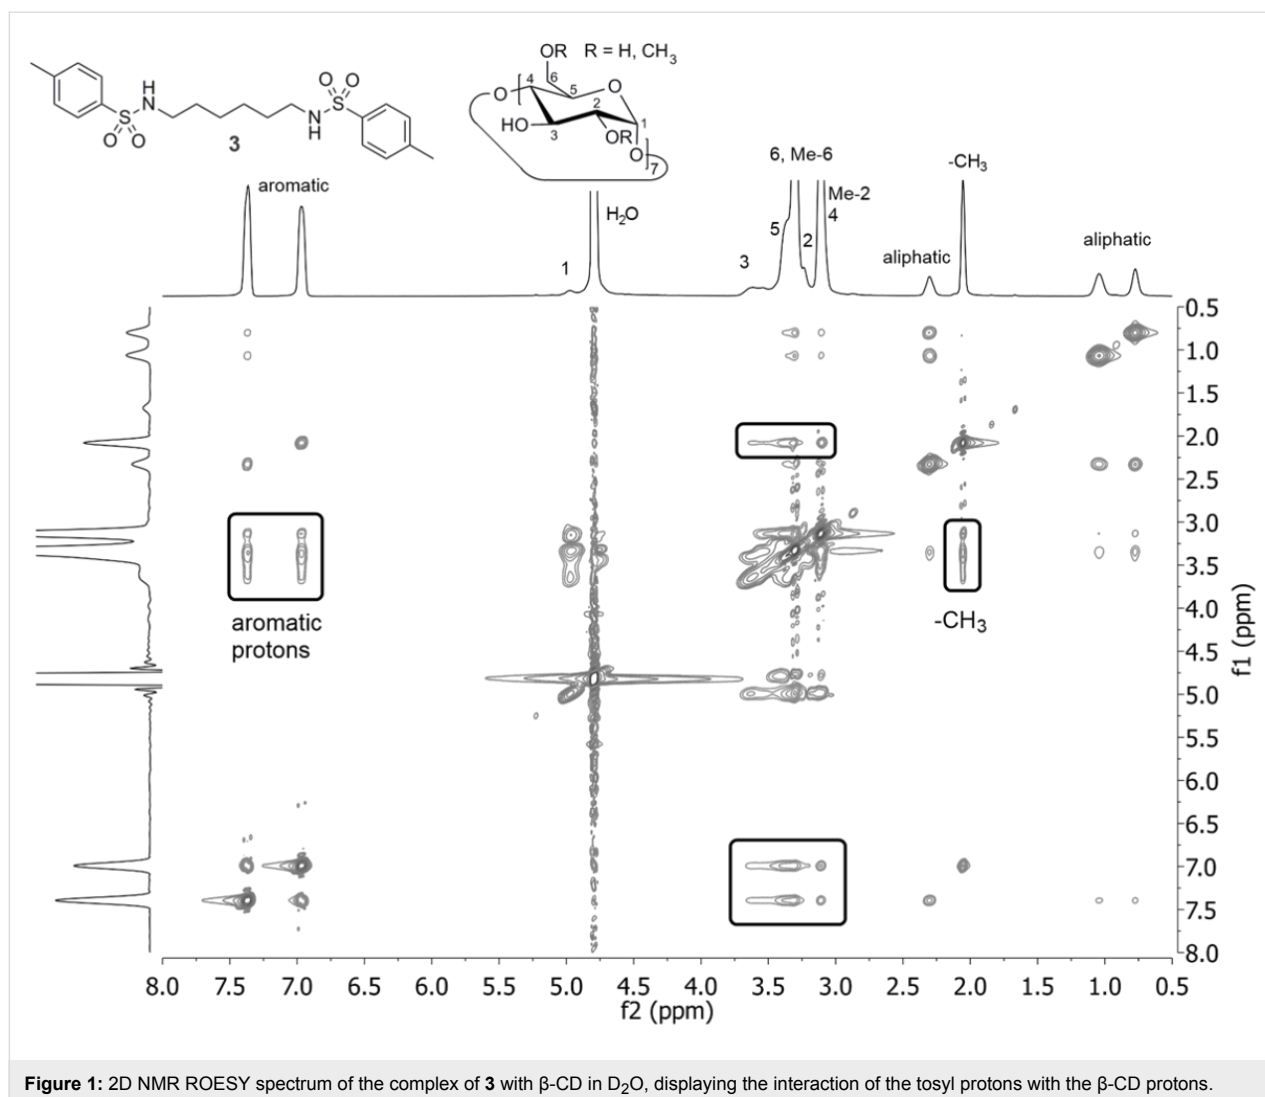 OR R = H, CH3
H
N
S
O O
3
O O
S
N
H
4
6
5
O
2
1
3
HO
OR
O
O
7
6, Me-6
-CH3
aromatic
H2O
Me-2
4
5
2
3
1
aliphatic
aliphatic
0.5
1.0
1.5
2.0
2.5
3.0
3.5
4.0
4.5
5.0
5.5
6.0
6.5
7.0
7.5
8.0
f1 (ppm)
aromatic
protons
-CH3
8.0 7.5 7.0 6.5 6.0 5.5 5.0 4.5 4.0 3.5 3.0 2.5 2.0 1.5 1.0 0.5
f2 (ppm)
Figure 1: 2D NMR ROESY spectrum of the complex of 3 with β-CD in D2O, displaying the interaction of the tosyl protons with the β-CD protons.